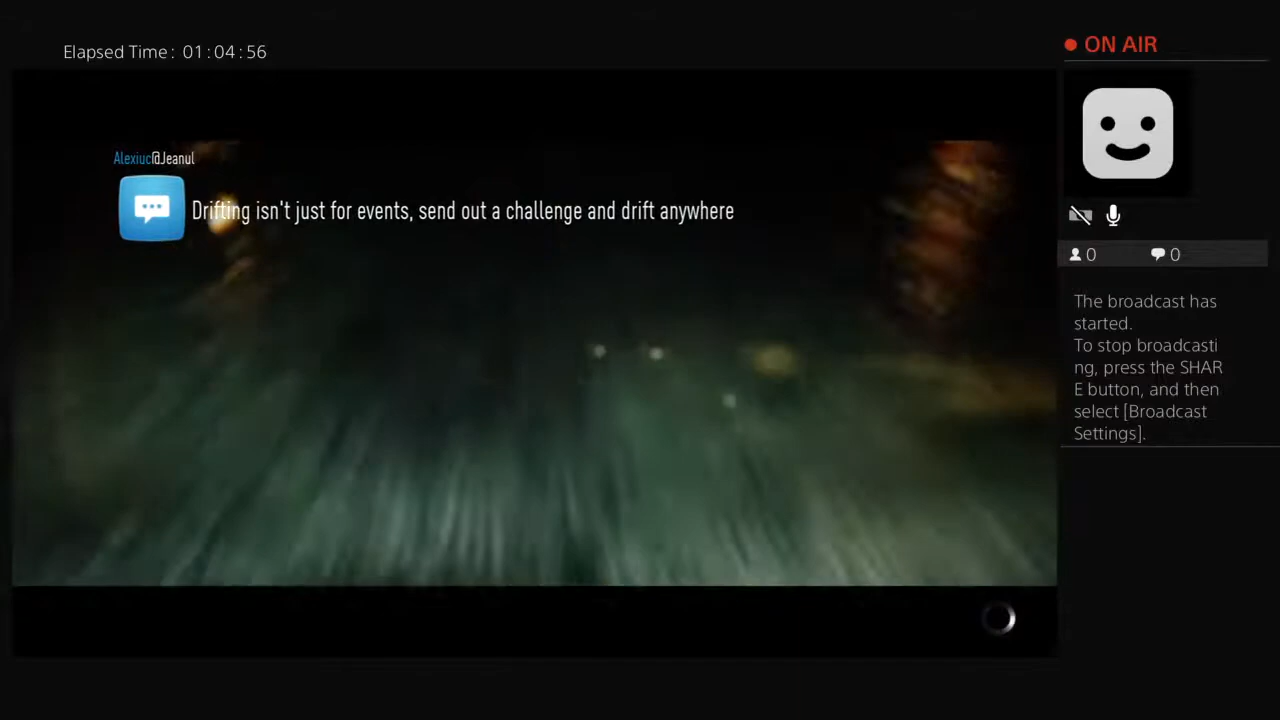 Elapsed Time: 01:04:56
ON AIR
Alexiuc@Jeanul
Drifting isn't just for events, send out a challenge and drift anywhere
0 0
The broadcast has
started.
To stop broadcasti
ng, press the SHAR
E button, and then
select [Broadcast
Settings].